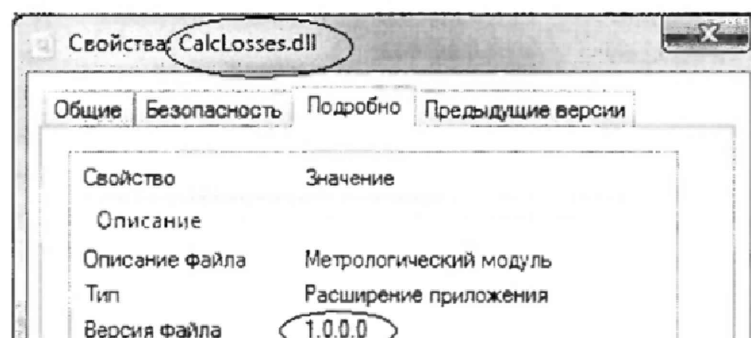 Свойства: CalcLosses.dll
Общие Безопасность Подробно Предыдущие версии
Свойство Значение
Описание
Описание файла Метрологический модуль
Тип Расширение приложения
Версия файла 1.0.0.0